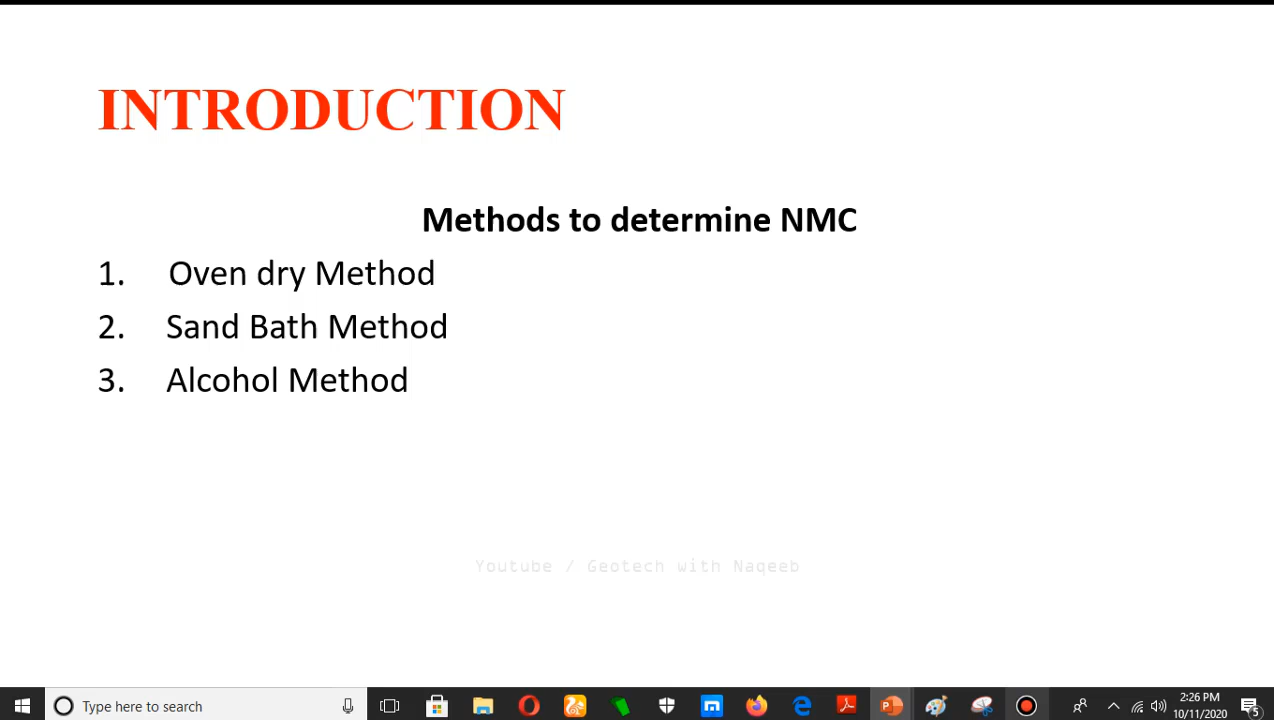 INTRODUCTION
Methods to determine NMC
1. Oven dry Method
2. Sand Bath Method
3. Alcohol Method
Youtube / Geotech with Naqeeb
Type here to search
2:26 PM
10/11/2020
5